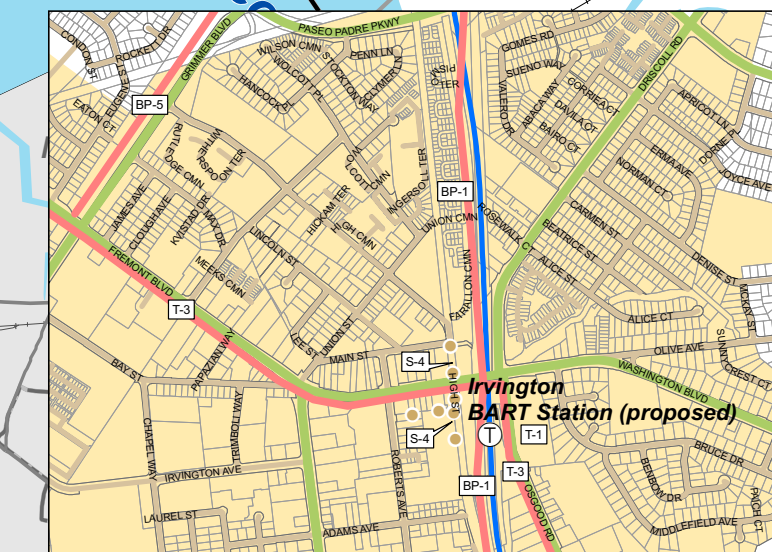 PASEO PADRE PKWY
CONDON ST
ROCKETT DR
GRIMMER BLVD
WILSON CMN
PENN LN
GOMES RD
WOLCOTT PL
STOCKTON WAY
CLYMER LN
SUENO WAY
DRISCOLL RD
HANCOCK CT
VALERO DR
ABACA WAY
CORRIEA CT
DAVILA CT
BAIRO CT
APRICOT LN
DORNE PL
EATON CT
BP-5
ERMA AVE
JOYCE AVE
NORMAN CT
WOLCOTT CMN
INGERSOLL TER
BP-1
JAMES AVE
CLOUGH AVE
KVISTAD DR
MAX DR
HICKAM TER
UNION CMN
ROSEWALK CT
CARMEN ST
BEATRICE ST
LINCOLN ST
FREMONT BLVD
MEEKS CMN
FARALLON CMN
ALICE ST
DENISE ST
MCKAY ST
T-3
ALICE CT
LEE ST
UNION ST
MAIN ST
OLIVE AVE
SUNNYCREST CT
BAY ST
PAPAZIAN WAY
S-4
HIGH ST
WASHINGTON BLVD
Irvington
BART Station (proposed)
CHAPEL WAY
TRIMBOLI WAY
S-4
T
T-1
BRUCE DR
IRVINGTON AVE
ROBERTS AVE
BP-1
T-3
BENBOW DR
OSGOOD RD
LAUREL ST
ADAMS AVE
MIDDLEFIELD AVE